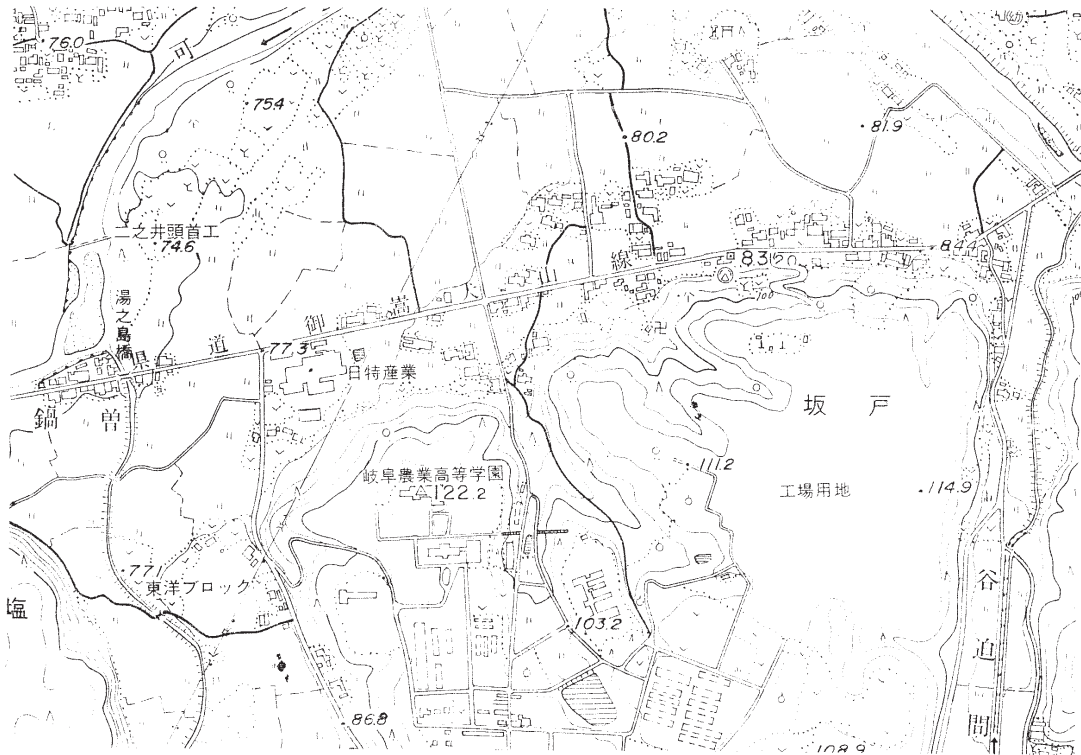 76.0
可
75.4
80.2
81.9
二之井頭首工
74.6
84.4
83.2
湯之島橋
県道御嵩犬山線
77.3
日特産業
鍋曽
坂戸
岐阜農業高等学園
122.2
111.2
工場用地
114.9
77.1
東洋ブロック
塩
103.2
谷迫間
86.8
108.9
100